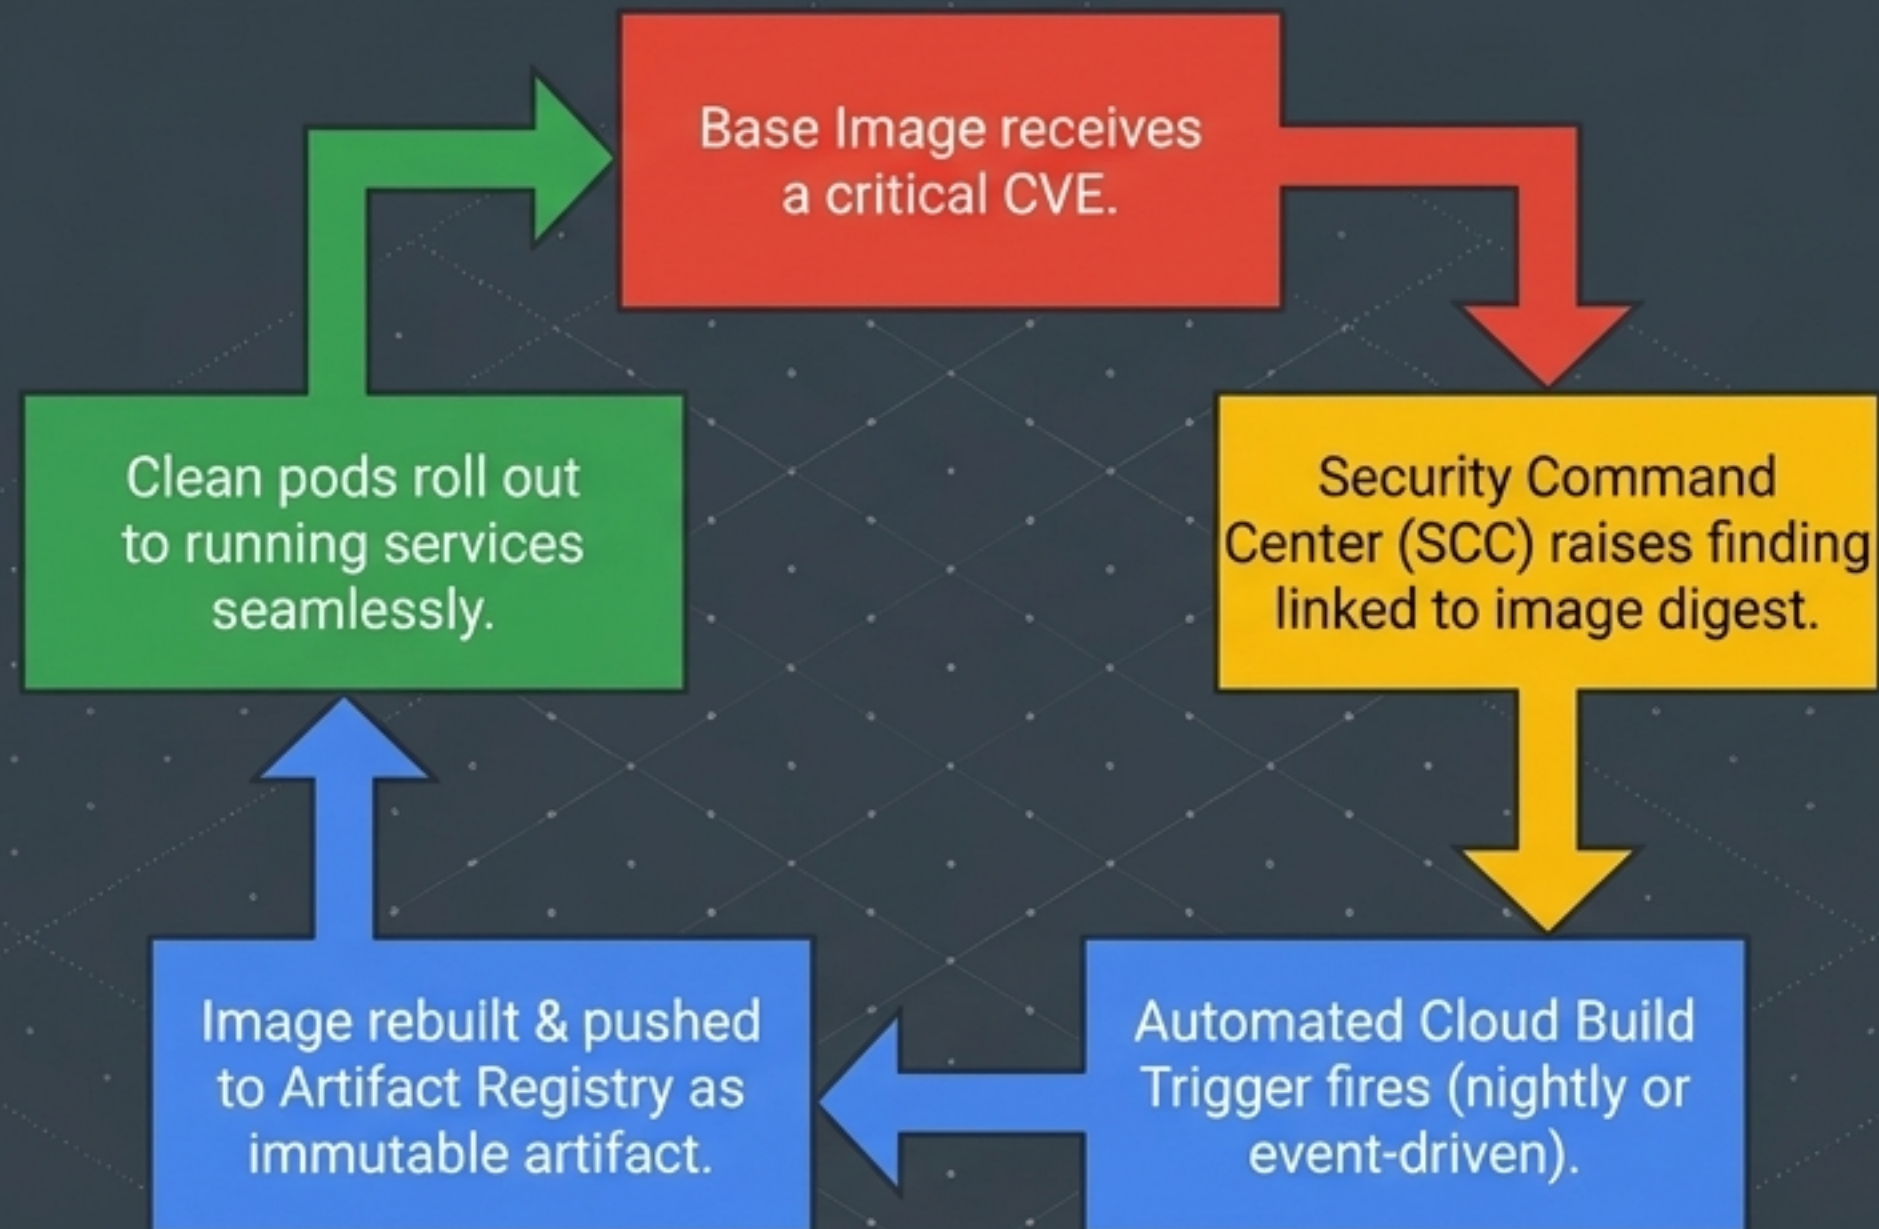 Base Image receives
a critical CVE.
Security Command
Center (SCC) raises finding
linked to image digest.
Automated Cloud Build
Trigger fires (nightly or
event-driven).
Image rebuilt & pushed
to Artifact Registry as
immutable artifact.
Clean pods roll out
to running services
seamlessly.